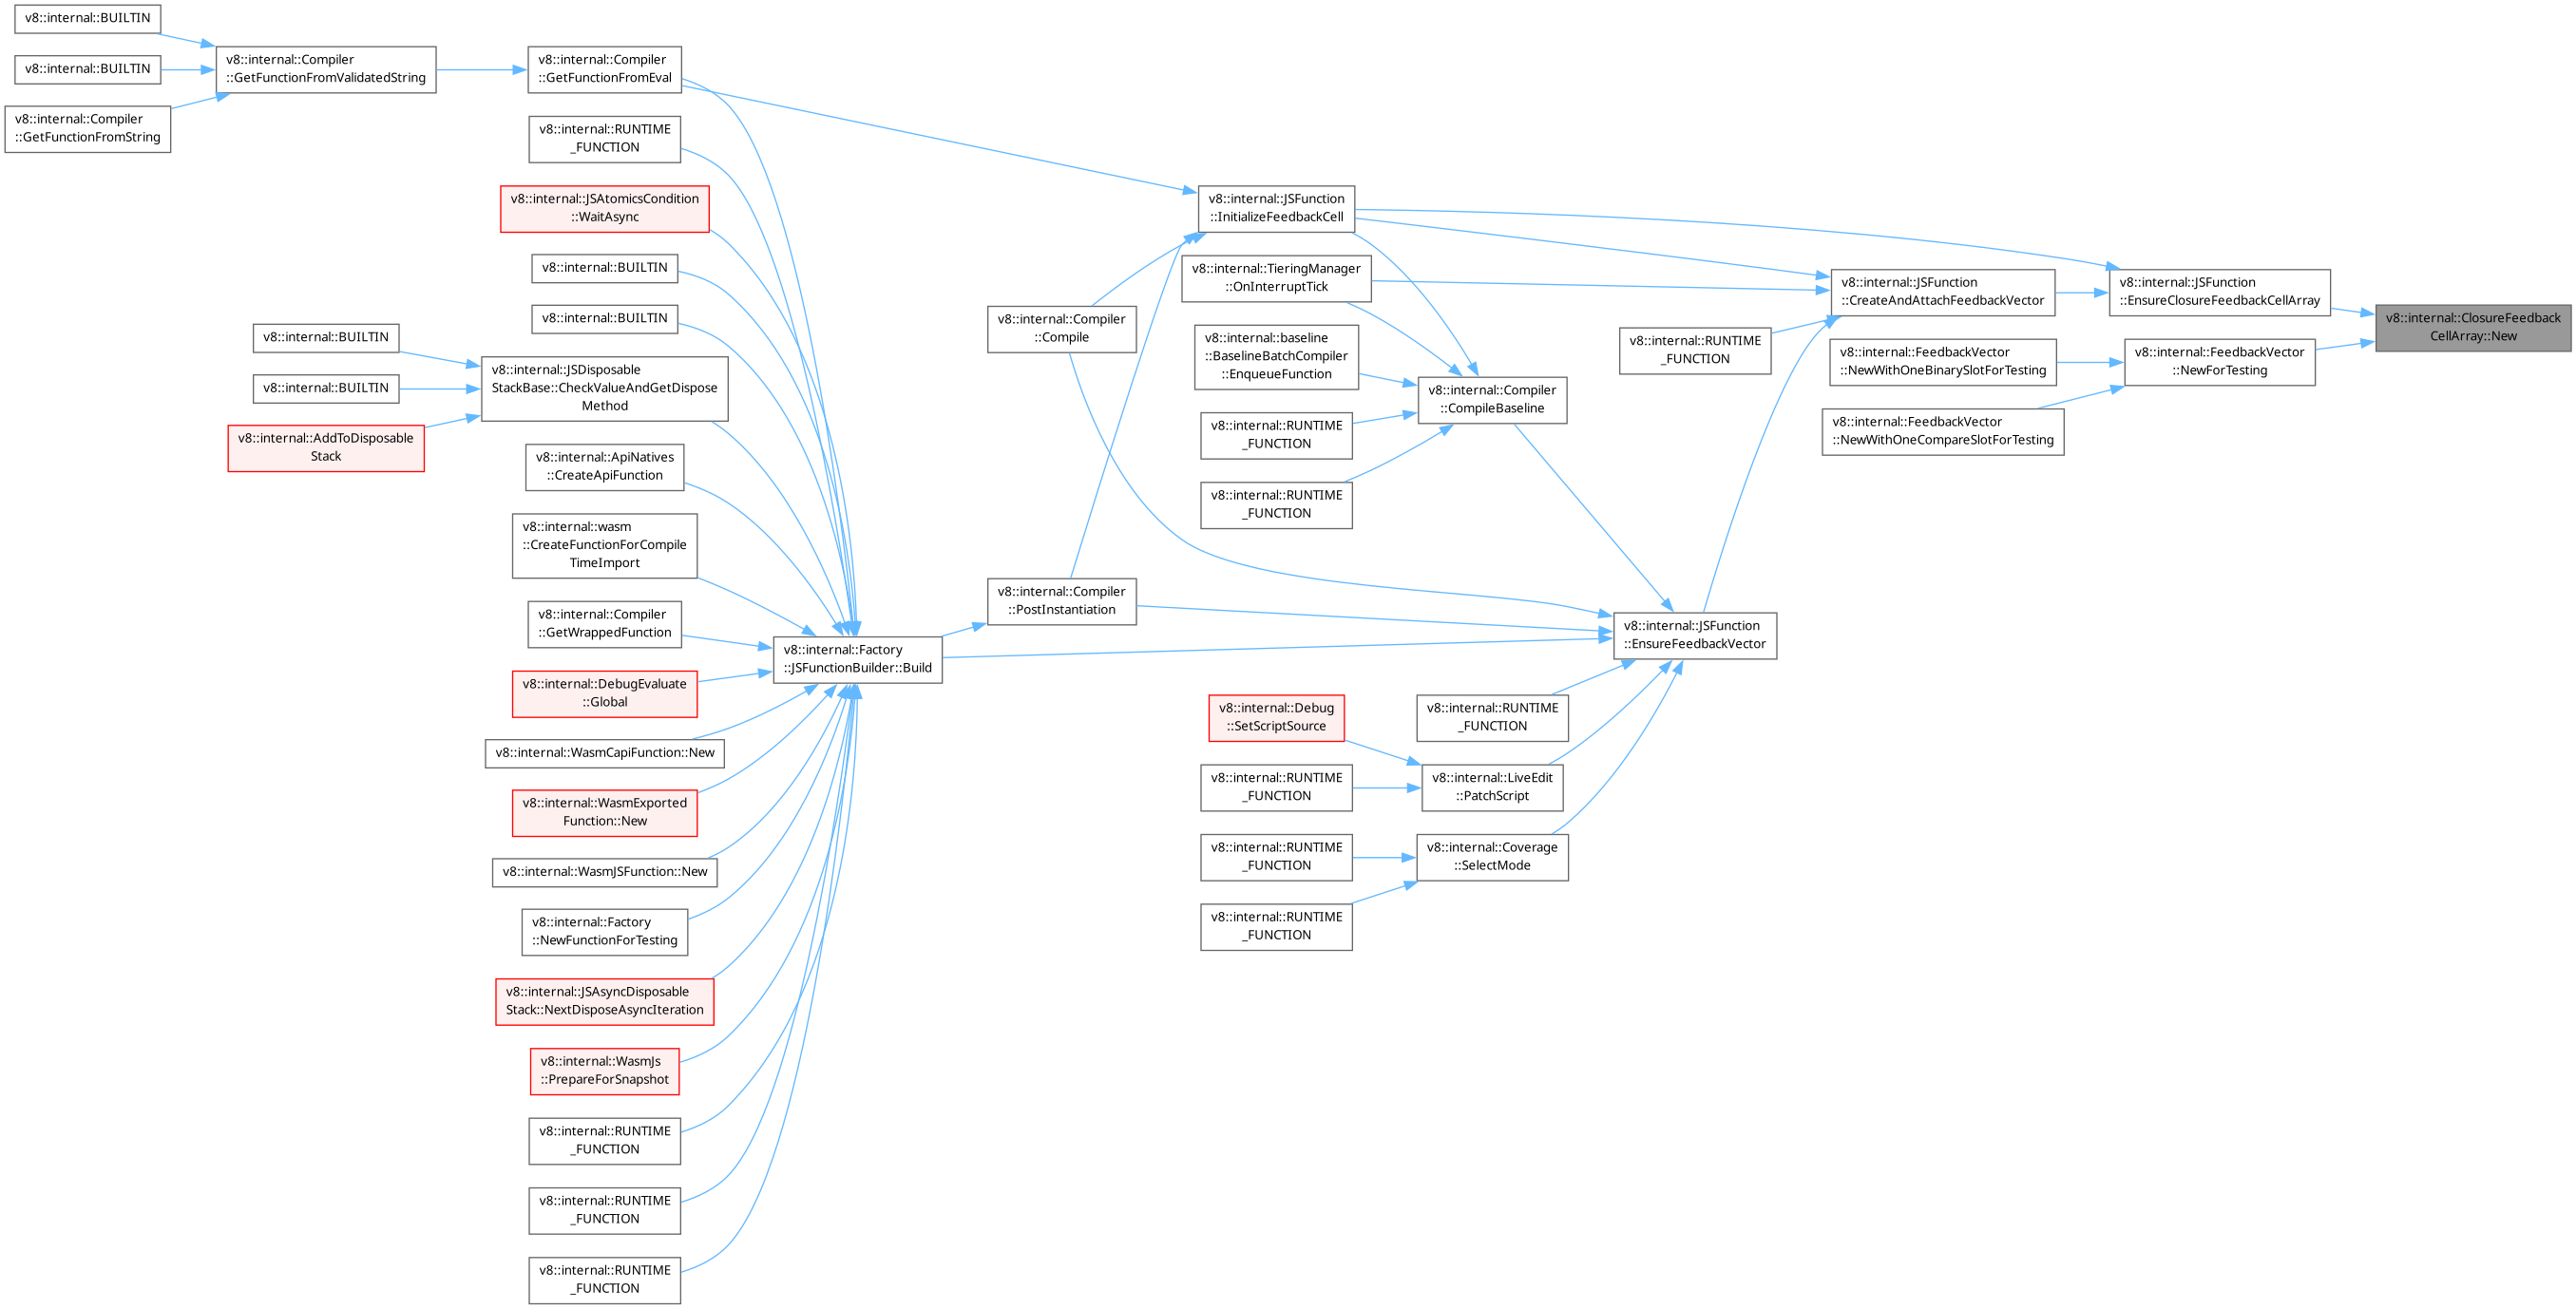 v8::internal::BUILTIN
v8::internal::BUILTIN
v8::internal::Compiler
::GetFunctionFromString
v8::internal::Compiler
::GetFunctionFromValidatedString
v8::internal::BUILTIN
v8::internal::BUILTIN
v8::internal::AddToDisposable
Stack
v8::internal::Compiler
::GetFunctionFromEval
v8::internal::RUNTIME
_FUNCTION
v8::internal::JSAtomicsCondition
::WaitAsync
v8::internal::BUILTIN
v8::internal::BUILTIN
v8::internal::JSDisposable
StackBase::CheckValueAndGetDispose
Method
v8::internal::ApiNatives
::CreateApiFunction
v8::internal::wasm
::CreateFunctionForCompile
TimeImport
v8::internal::Compiler
::GetWrappedFunction
v8::internal::DebugEvaluate
::Global
v8::internal::WasmCapiFunction::New
v8::internal::WasmExported
Function::New
v8::internal::WasmJSFunction::New
v8::internal::Factory
::NewFunctionForTesting
v8::internal::JSAsyncDisposable
Stack::NextDisposeAsyncIteration
v8::internal::WasmJs
::PrepareForSnapshot
v8::internal::RUNTIME
_FUNCTION
v8::internal::RUNTIME
_FUNCTION
v8::internal::RUNTIME
_FUNCTION
v8::internal::Factory
::JSFunctionBuilder::Build
v8::internal::Compiler
::Compile
v8::internal::Compiler
::PostInstantiation
v8::internal::JSFunction
::InitializeFeedbackCell
v8::internal::TieringManager
::OnInterruptTick
v8::internal::baseline
::BaselineBatchCompiler
::EnqueueFunction
v8::internal::RUNTIME
_FUNCTION
v8::internal::RUNTIME
_FUNCTION
v8::internal::Debug
::SetScriptSource
v8::internal::RUNTIME
_FUNCTION
v8::internal::RUNTIME
_FUNCTION
v8::internal::RUNTIME
_FUNCTION
v8::internal::Compiler
::CompileBaseline
v8::internal::RUNTIME
_FUNCTION
v8::internal::LiveEdit
::PatchScript
v8::internal::Coverage
::SelectMode
v8::internal::RUNTIME
_FUNCTION
v8::internal::JSFunction
::EnsureFeedbackVector
v8::internal::JSFunction
::CreateAndAttachFeedbackVector
v8::internal::FeedbackVector
::NewWithOneBinarySlotForTesting
v8::internal::FeedbackVector
::NewWithOneCompareSlotForTesting
v8::internal::JSFunction
::EnsureClosureFeedbackCellArray
v8::internal::FeedbackVector
::NewForTesting
v8::internal::ClosureFeedback
CellArray::New